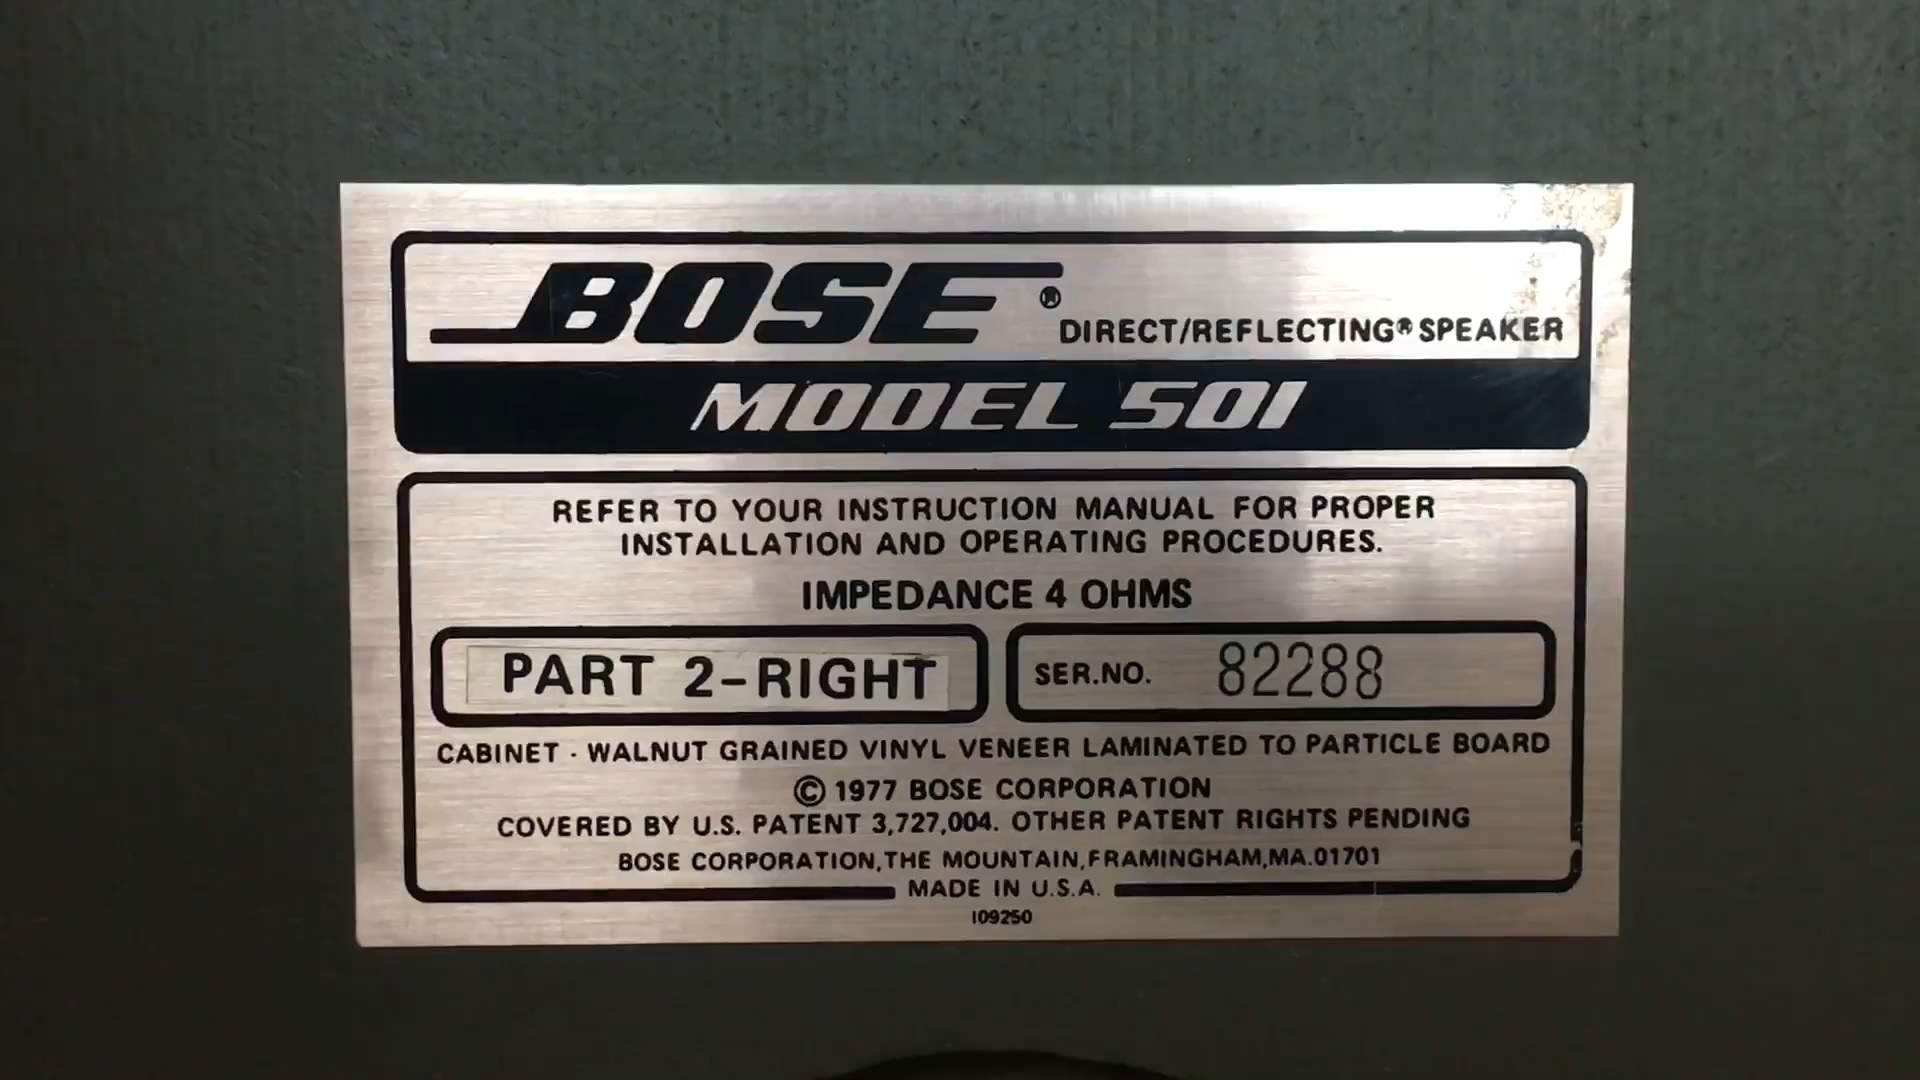 BOSE®
DIRECT/REFLECTING® SPEAKER
MODEL 501
REFER TO YOUR INSTRUCTION MANUAL FOR PROPER
INSTALLATION AND OPERATING PROCEDURES.
IMPEDANCE 4 OHMS
PART 2-RIGHT
SER.NO. 82288
CABINET - WALNUT GRAINED VINYL VENEER LAMINATED TO PARTICLE BOARD
© 1977 BOSE CORPORATION
COVERED BY U.S. PATENT 3,727,004. OTHER PATENT RIGHTS PENDING
BOSE CORPORATION, THE MOUNTAIN, FRAMINGHAM, MA. 01701
MADE IN U.S.A.
109250